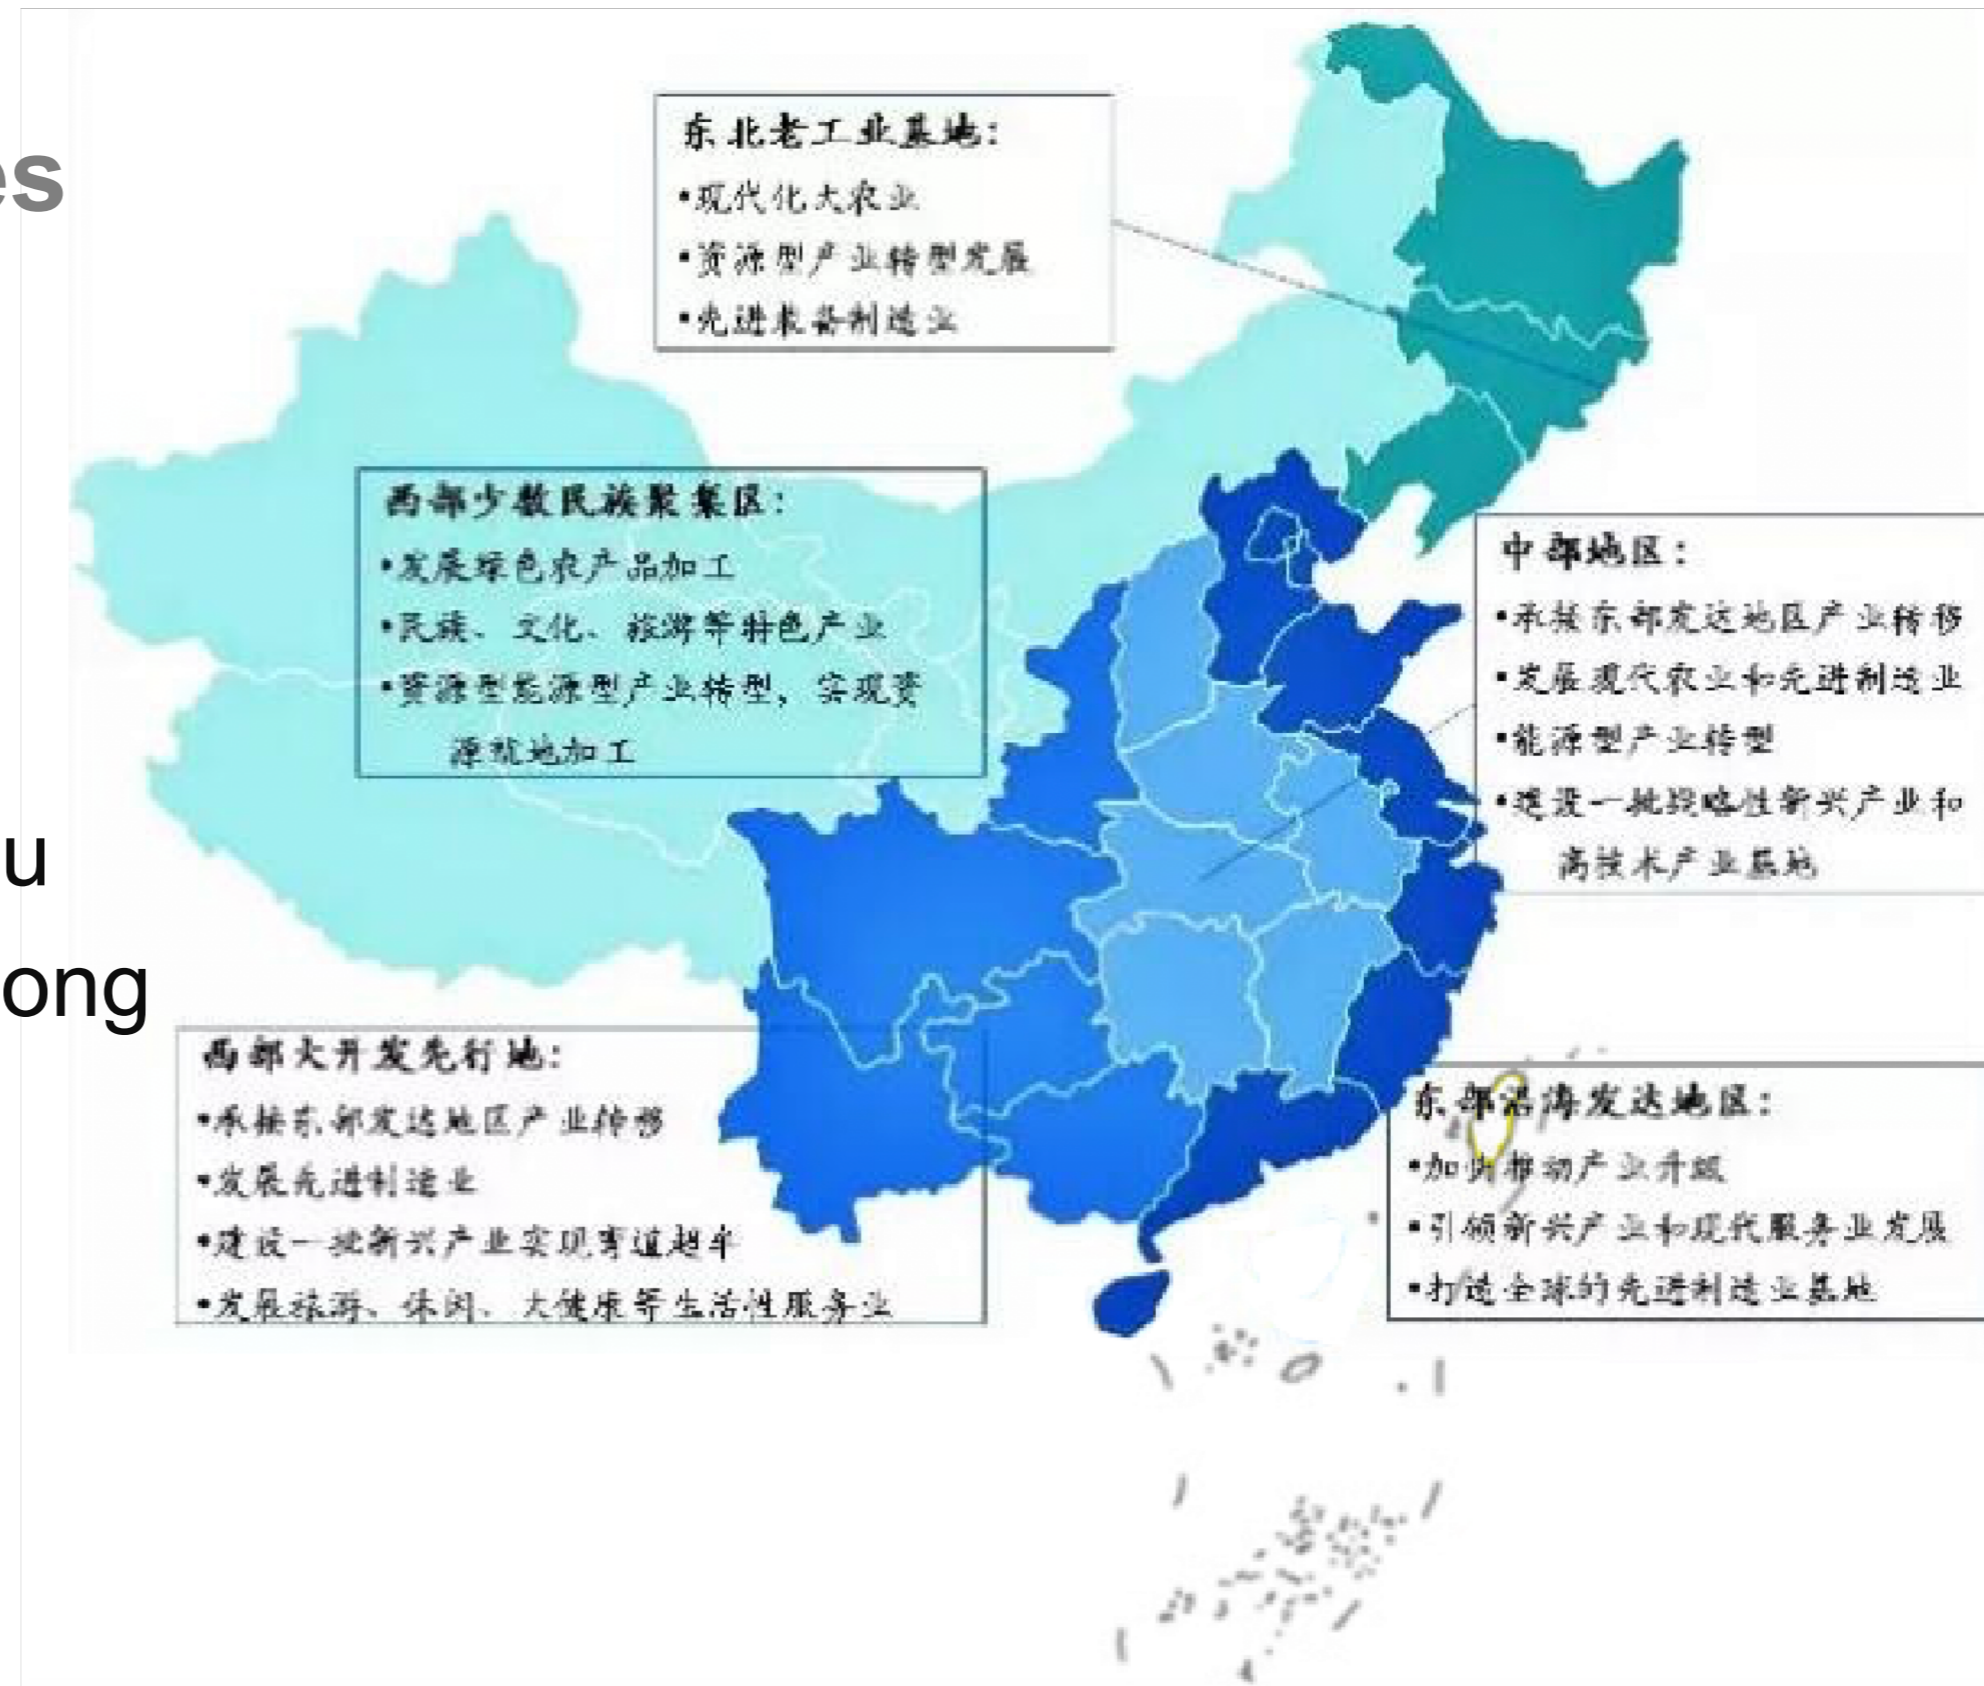 es
东北老工业基地：
•现代化大农业
•资源型产业转型发展
•先进装备制造业
西部少数民族聚集区：
•发展绿色农产品加工
•民族、文化、旅游等特色产业
•资源型能源型产业转型，实现资
源就地加工
中部地区：
•承接东部发达地区产业转移
•发展现代农业和先进制造业
•能源型产业转型
•建设一批战略性新兴产业和
高技术产业基地
u
ong
西部大开发先行地：
•承接东部发达地区产业转移
•发展先进制造业
•建设一批新兴产业实现弯道超车
•发展旅游、休闲、大健康等生活性服务业
东部沿海发达地区：
•加快推动产业升级
•引领新兴产业和现代服务业发展
•打造全球的先进制造业基地